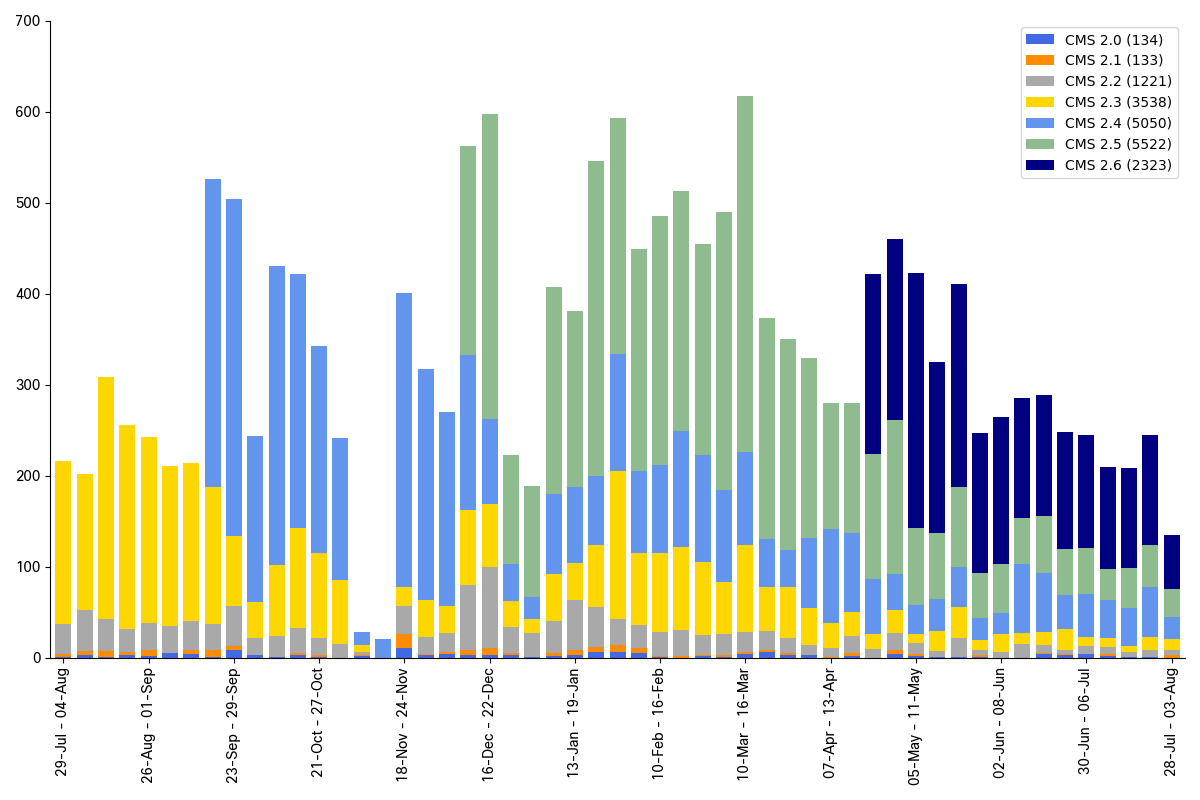 700
600
500
400
300
200
100
0
CMS 2.0 (134)
CMS 2.1 (133)
CMS 2.2 (1221)
CMS 2.3 (3538)
CMS 2.4 (5050)
CMS 2.5 (5522)
CMS 2.6 (2323)
29-Jul - 04-Aug
26-Aug - 01-Sep
23-Sep - 29-Sep
21-Oct - 27-Oct
18-Nov - 24-Nov
16-Dec - 22-Dec
13-Jan - 19-Jan
10-Feb - 16-Feb
10-Mar - 16-Mar
07-Apr - 13-Apr
05-May - 11-May
02-Jun - 08-Jun
30-Jun - 06-Jul
28-Jul - 03-Aug